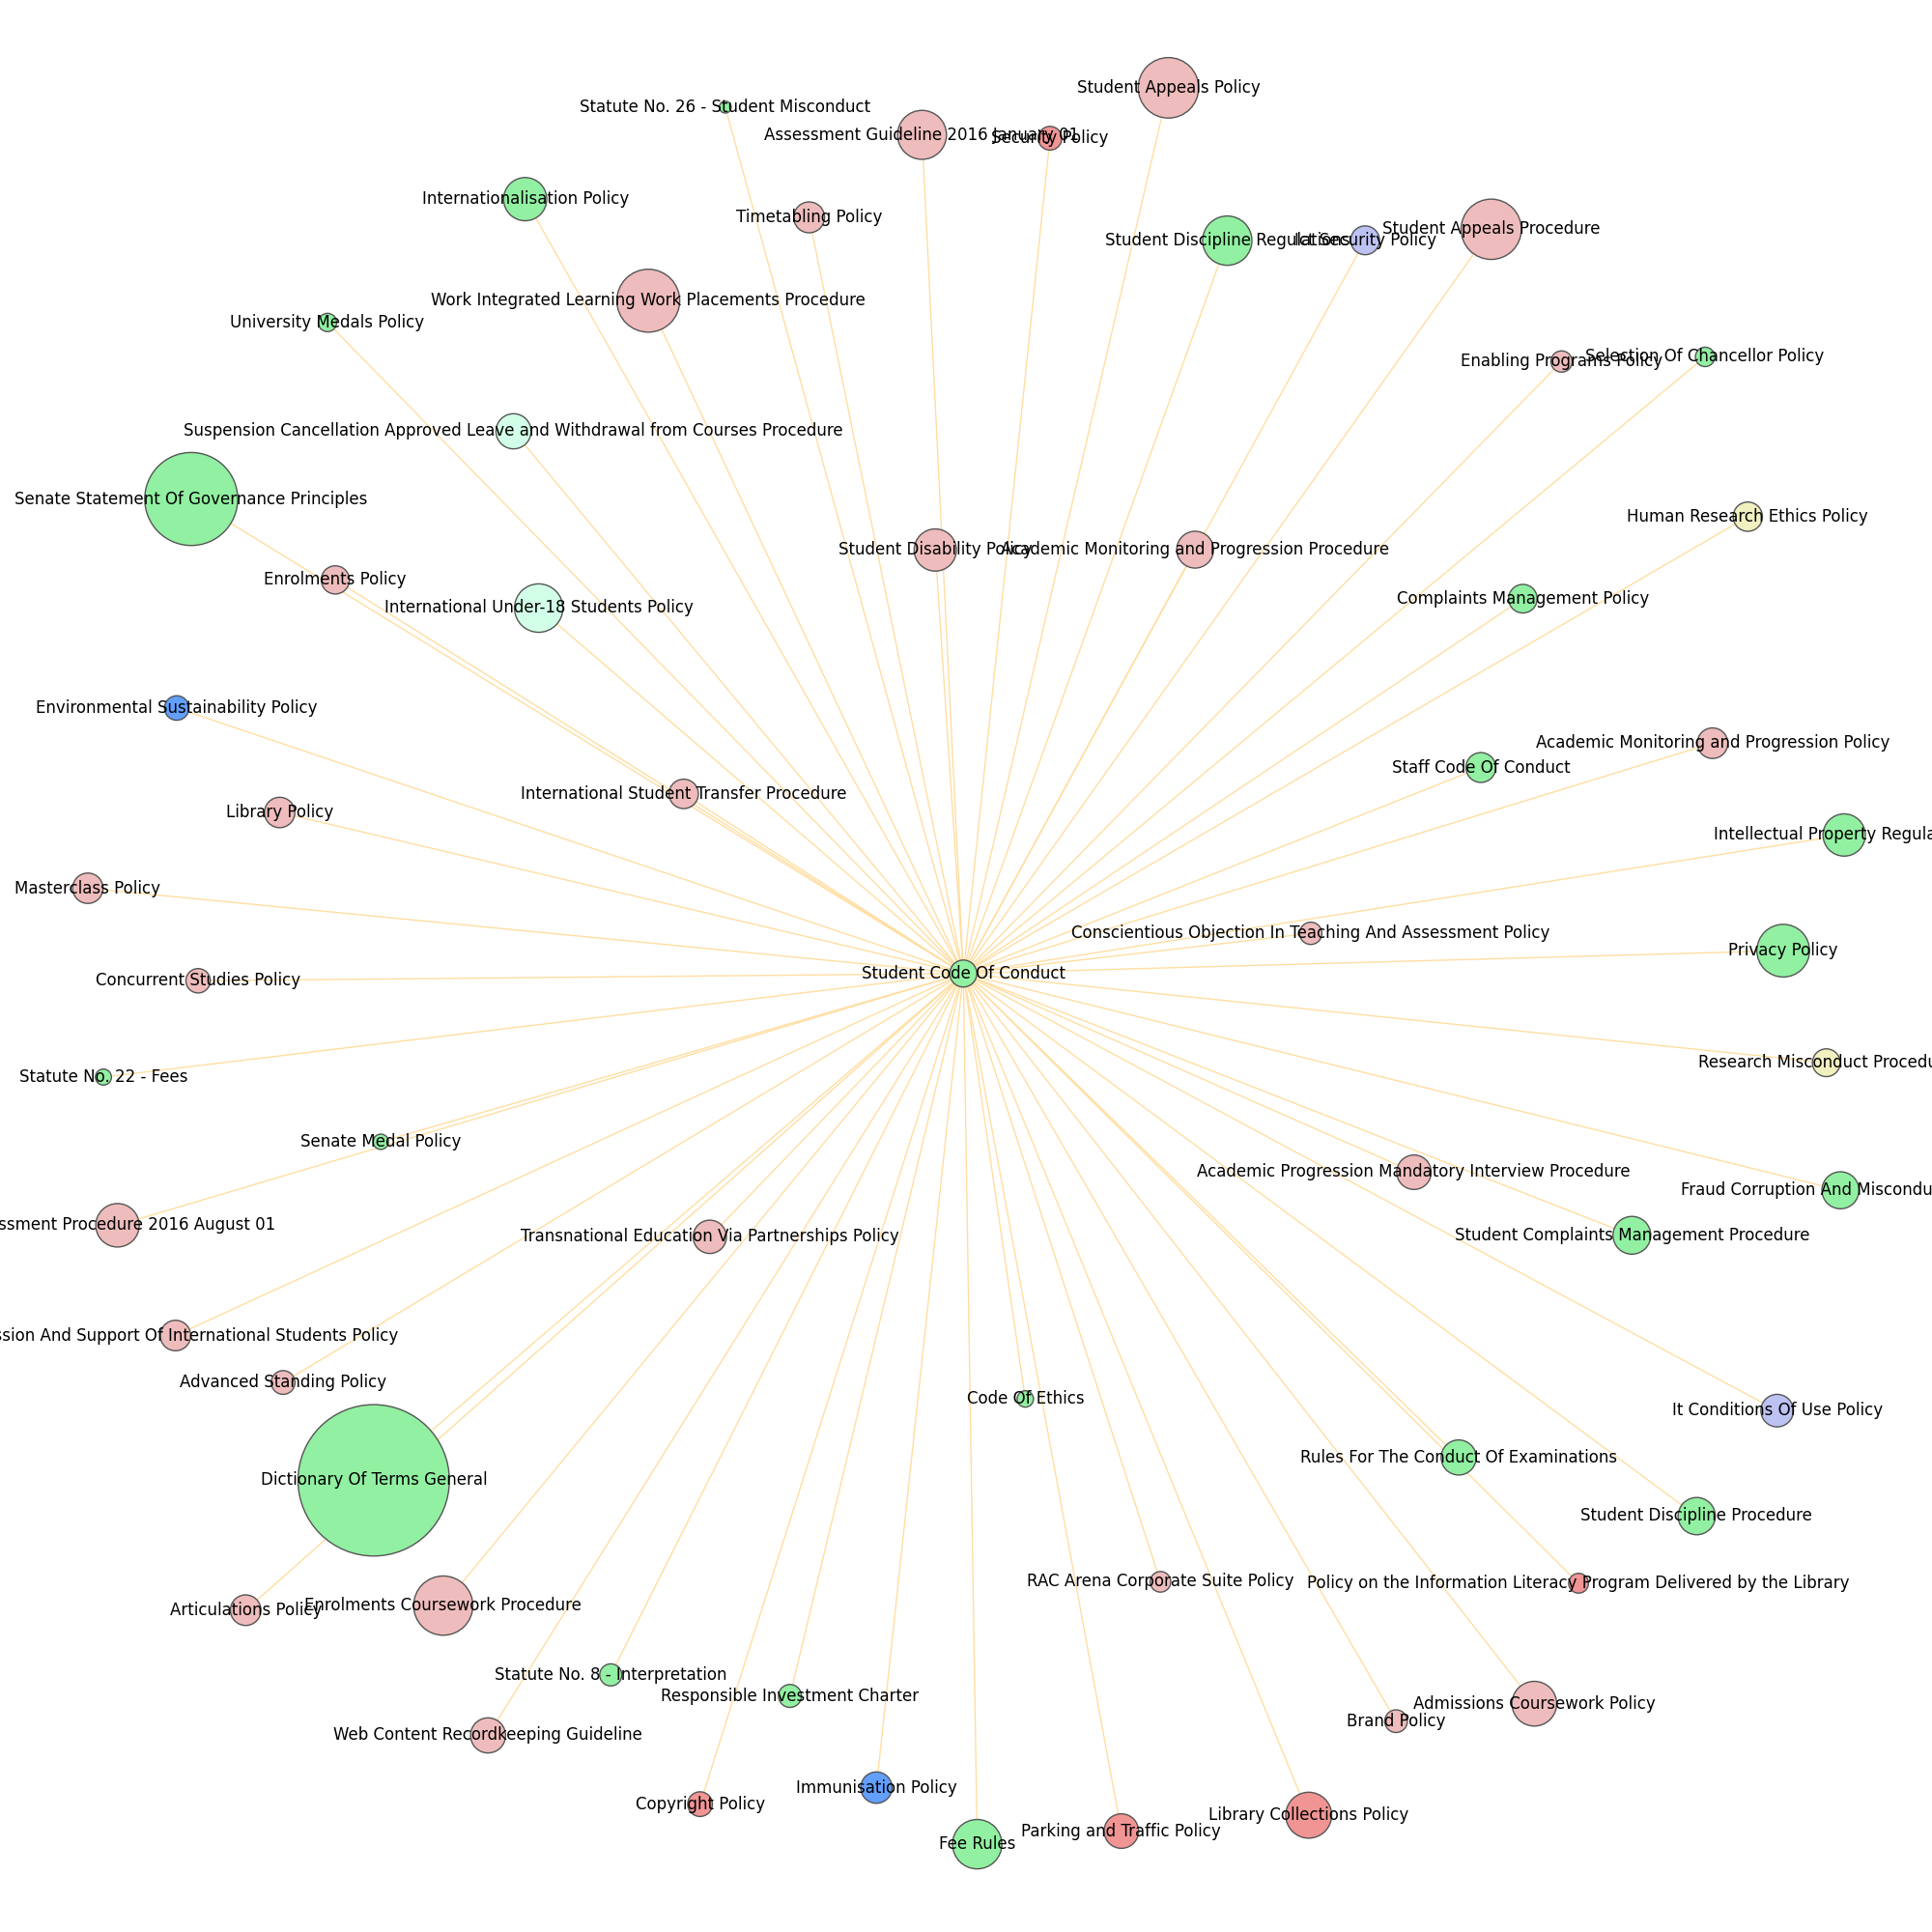 Student Appeals Policy
Statute No. 26 - Student Misconduct
Assessment Guideline 2016 January 01
Security Policy
Internationalisation Policy
Timetabling Policy
Student Discipline Regulations
Ict Security Policy
Student Appeals Procedure
Work Integrated Learning Work Placements Procedure
University Medals Policy
Enabling Programs Policy
Selection Of Chancellor Policy
Suspension Cancellation Approved Leave and Withdrawal from Courses Procedure
Senate Statement Of Governance Principles
Human Research Ethics Policy
Student Disability Policy
Academic Monitoring and Progression Procedure
Enrolments Policy
International Under-18 Students Policy
Complaints Management Policy
Environmental Sustainability Policy
Academic Monitoring and Progression Policy
Staff Code Of Conduct
International Student Transfer Procedure
Library Policy
Intellectual Property Regula
Masterclass Policy
Conscientious Objection In Teaching And Assessment Policy
Privacy Policy
Student Code Of Conduct
Concurrent Studies Policy
Research Misconduct Procedu
Statute No. 22 - Fees
Senate Medal Policy
Academic Progression Mandatory Interview Procedure
Fraud Corruption And Miscondu
ssment Procedure 2016 August 01
Transnational Education Via Partnerships Policy
Student Complaints Management Procedure
sion And Support Of International Students Policy
Advanced Standing Policy
Code Of Ethics
It Conditions Of Use Policy
Rules For The Conduct Of Examinations
Dictionary Of Terms General
Student Discipline Procedure
RAC Arena Corporate Suite Policy
Policy on the Information Literacy Program Delivered by the Library
Articulations Policy
Enrolments Coursework Procedure
Statute No. 8 - Interpretation
Responsible Investment Charter
Admissions Coursework Policy
Brand Policy
Web Content Recordkeeping Guideline
Immunisation Policy
Copyright Policy
Library Collections Policy
Parking and Traffic Policy
Fee Rules